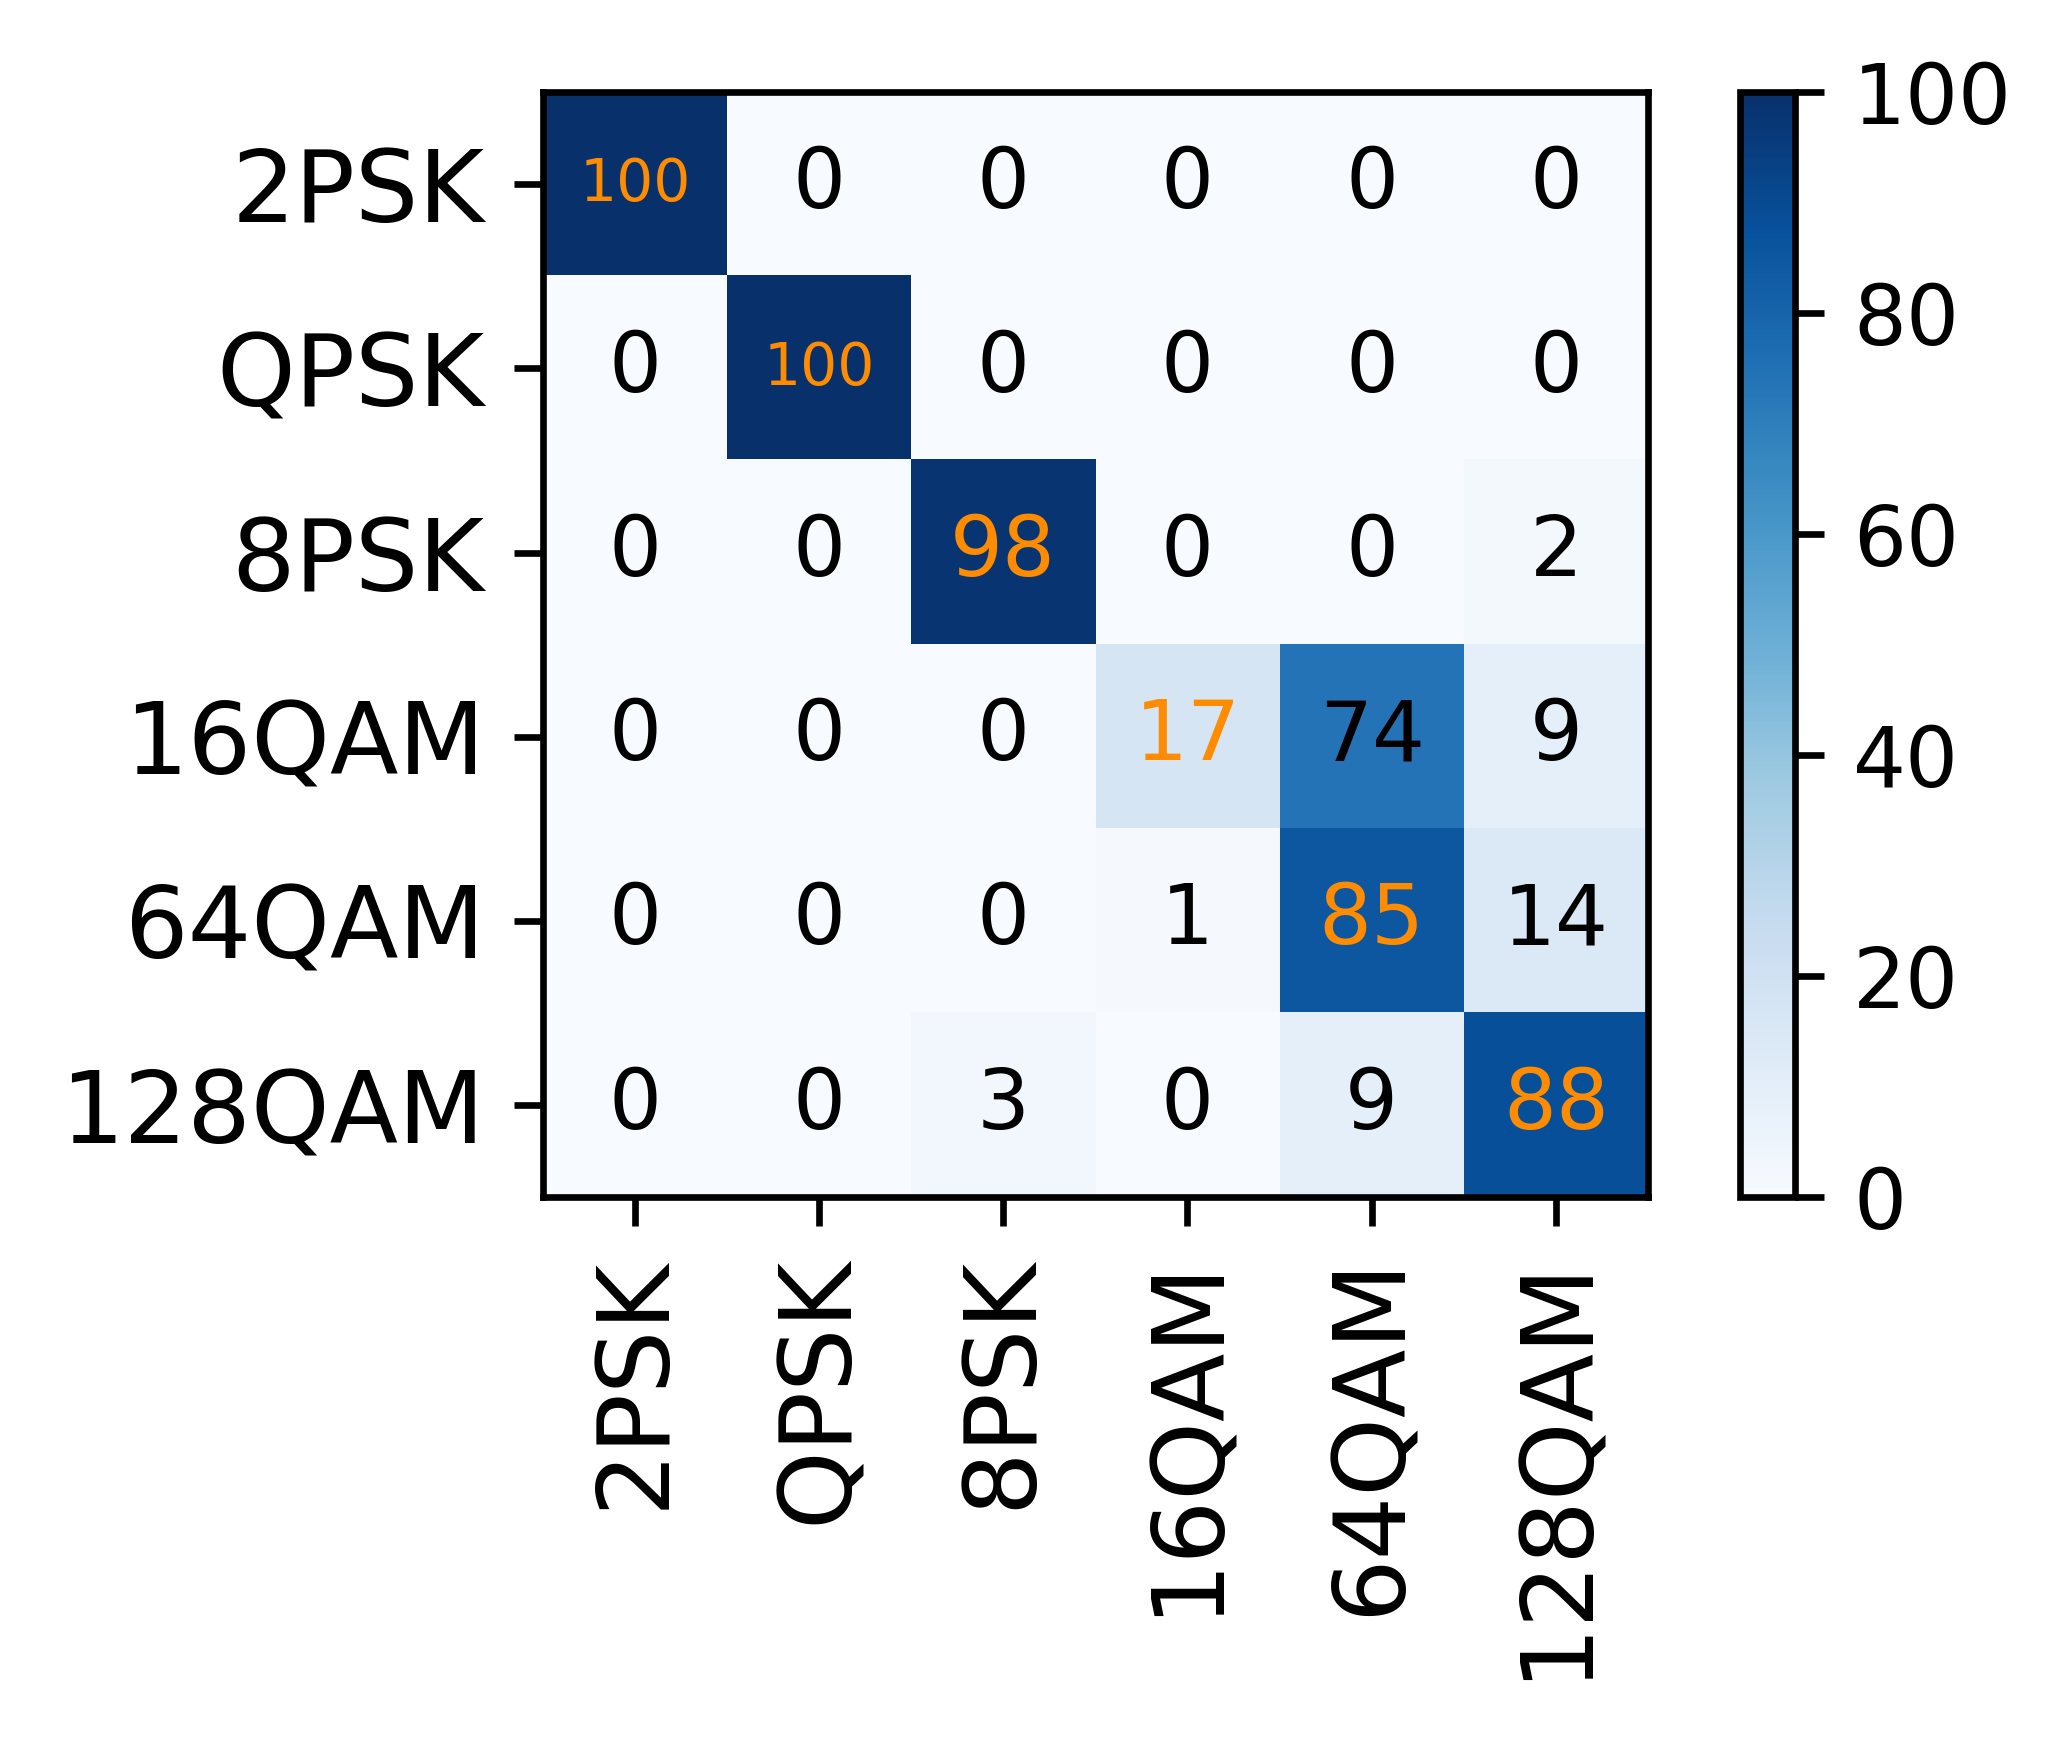 2PSK 100 0 0 0 0 0
QPSK 0 100 0 0 0 0
8PSK 0 0 98 0 0 2
16QAM 0 0 0 17 74 9
64QAM 0 0 0 1 85 14
128QAM 0 0 3 0 9 88
2PSK QPSK 8PSK 16QAM 64QAM 128QAM
100
80
60
40
20
0